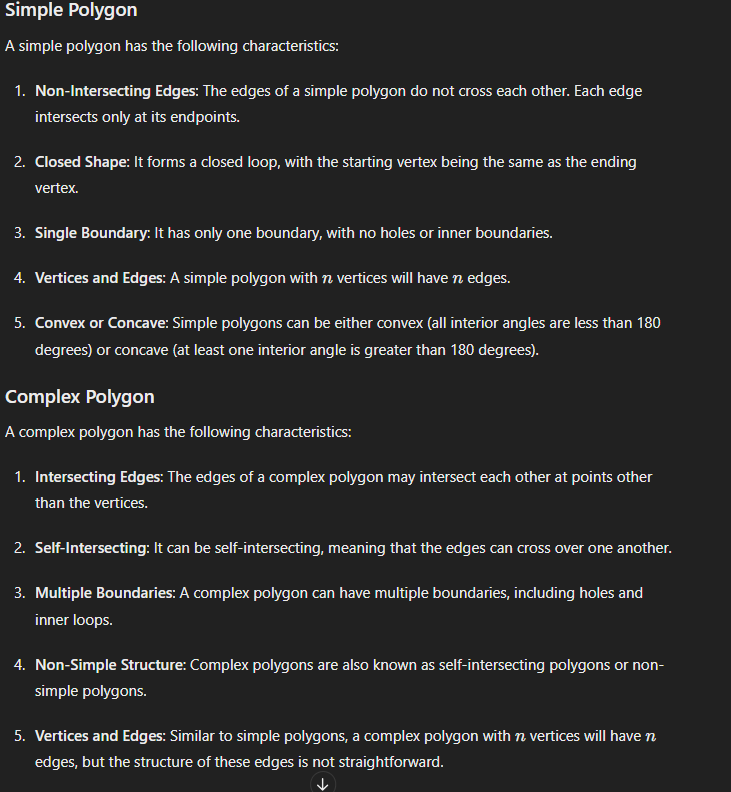 Simple Polygon
A simple polygon has the following characteristics:
1. Non-Intersecting Edges: The edges of a simple polygon do not cross each other. Each edge
intersects only at its endpoints.
2. Closed Shape: It forms a closed loop, with the starting vertex being the same as the ending
vertex.
3. Single Boundary: It has only one boundary, with no holes or inner boundaries.
4. Vertices and Edges: A simple polygon with n vertices will have n edges.
5. Convex or Concave: Simple polygons can be either convex (all interior angles are less than 180
degrees) or concave (at least one interior angle is greater than 180 degrees).
Complex Polygon
A complex polygon has the following characteristics:
1. Intersecting Edges: The edges of a complex polygon may intersect each other at points other
than the vertices.
2. Self-Intersecting: It can be self-intersecting, meaning that the edges can cross over one another.
3. Multiple Boundaries: A complex polygon can have multiple boundaries, including holes and
inner loops.
4. Non-Simple Structure: Complex polygons are also known as self-intersecting polygons or non-
simple polygons.
5. Vertices and Edges: Similar to simple polygons, a complex polygon with n vertices will have n
edges, but the structure of these edges is not straightforward.